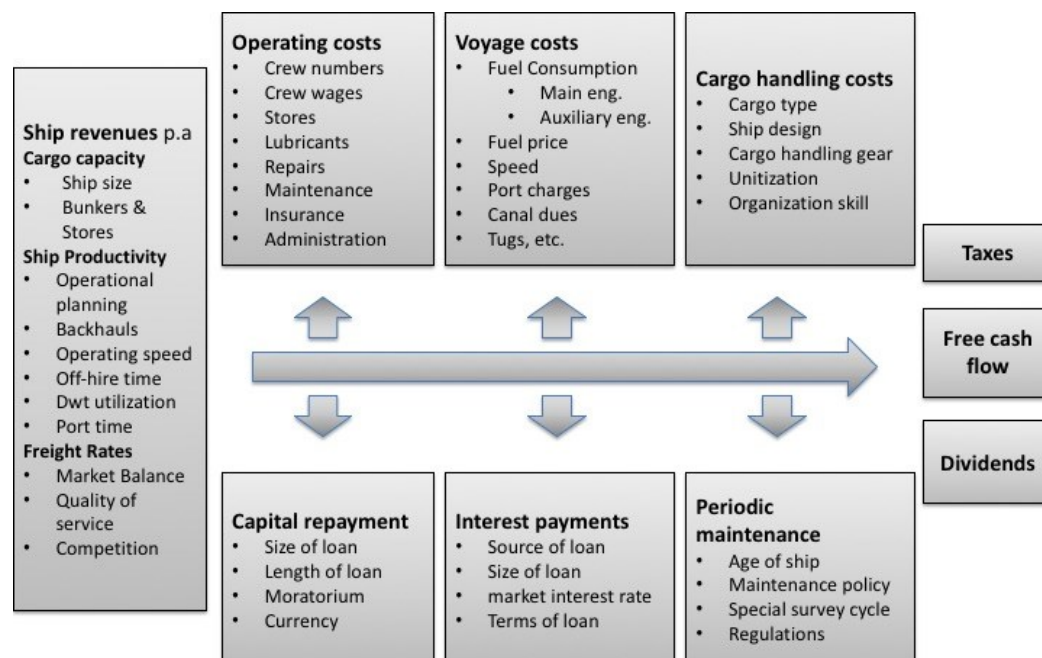 Ship revenues p.a
Cargo capacity
• Ship size
• Bunkers &
Stores
Ship Productivity
• Operational
planning
• Backhauls
• Operating speed
• Off-hire time
• Dwt utilization
• Port time
Freight Rates
• Market Balance
• Quality of
service
• Competition
Operating costs
• Crew numbers
• Crew wages
• Stores
• Lubricants
• Repairs
• Maintenance
• Insurance
• Administration
Voyage costs
• Fuel Consumption
• Main eng.
• Auxiliary eng.
• Fuel price
• Speed
• Port charges
• Canal dues
• Tugs, etc.
Cargo handling costs
• Cargo type
• Ship design
• Cargo handling gear
• Unitization
• Organization skill
Capital repayment
• Size of loan
• Length of loan
• Moratorium
• Currency
Interest payments
• Source of loan
• Size of loan
• market interest rate
• Terms of loan
Periodic
maintenance
• Age of ship
• Maintenance policy
• Special survey cycle
• Regulations
Taxes
Free cash
flow
Dividends